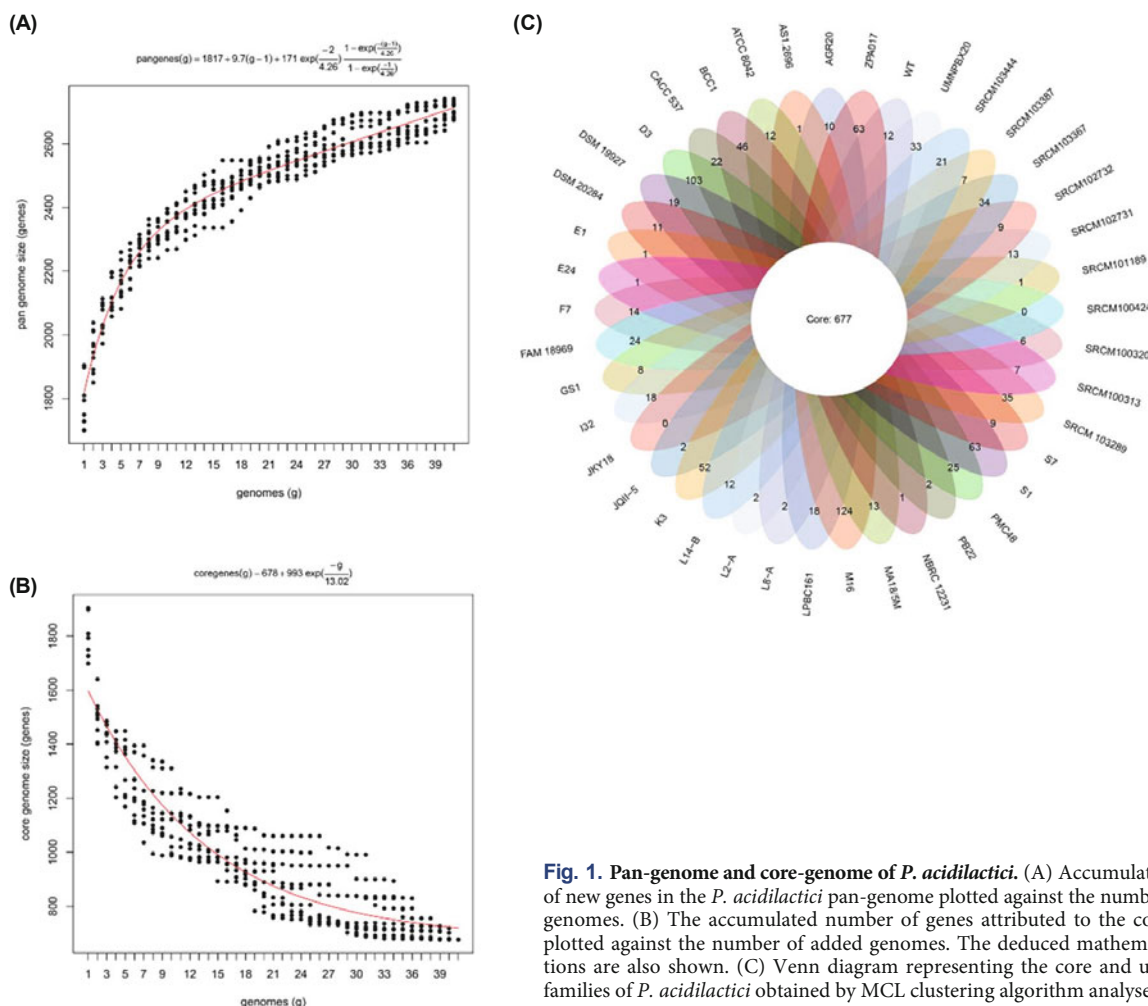 (A)
pangenes(g) = 1817 + 9.7(g−1) + 171 exp(−2/4.26) (1−exp(−(g−1)/4.26))/(1−exp(−1/4.26))
pan genome size (genes)
2600
2400
2200
2000
1800
1 3 5 7 9 12 15 18 21 24 27 30 33 36 39
genomes (g)
(B)
coregenes(g) − 678 + 993 exp(−g/13.02)
core genome size (genes)
1800
1600
1400
1200
1000
800
1 3 5 7 9 12 15 18 21 24 27 30 33 36 39
genomes (g)
(C)
AGR20
ZPA017
WT
UMNPBX20
SRCM103444
SRCM103387
SRCM103367
SRCM102732
SRCM102731
SRCM101189
SRCM100424
SRCM100320
SRCM100313
SRCM 103289
S7
S1
PMC48
PB22
NBRC 12231
MA18/5M
M16
LPBC161
L8−A
L2−A
L14−B
K3
JQII−5
JKY18
I32
GS1
FAM 18969
F7
E24
E1
DSM 20284
DSM 19927
D3
CACC 537
BCC1
ATCC 8042
AS1.2696
10
63
12
33
21
7
34
9
13
1
0
6
7
35
9
63
25
2
1
13
124
18
2
2
12
52
2
0
18
8
24
14
1
1
11
19
103
22
46
12
1
Core: 677
Fig. 1. Pan-genome and core-genome of P. acidilactici. (A) Accumulat
of new genes in the P. acidilactici pan-genome plotted against the numb
genomes. (B) The accumulated number of genes attributed to the co
plotted against the number of added genomes. The deduced mathem
tions are also shown. (C) Venn diagram representing the core and u
families of P. acidilactici obtained by MCL clustering algorithm analyse